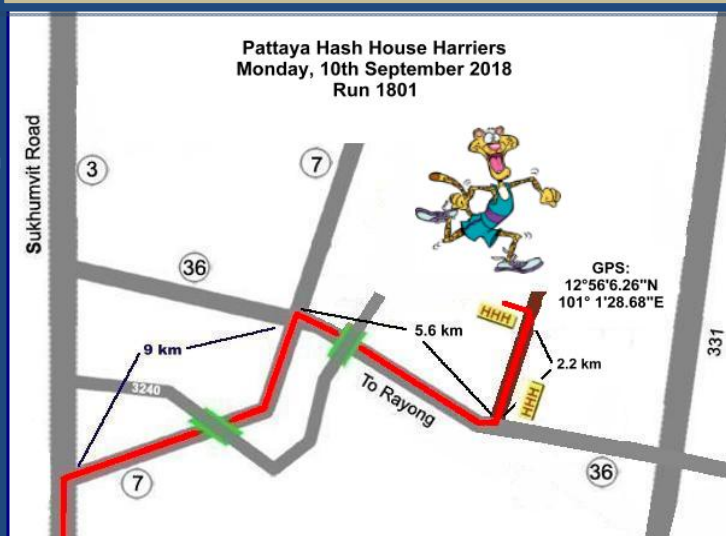 Pattaya Hash House Harriers
Monday, 10th September 2018
Run 1801
Sukhumvit Road
3
7
36
GPS:
12°56'6.26"N
101° 1'28.68"E
HHH
5.6 km
9 km
2.2 km
331
3240
To Rayong
HHH
7
36